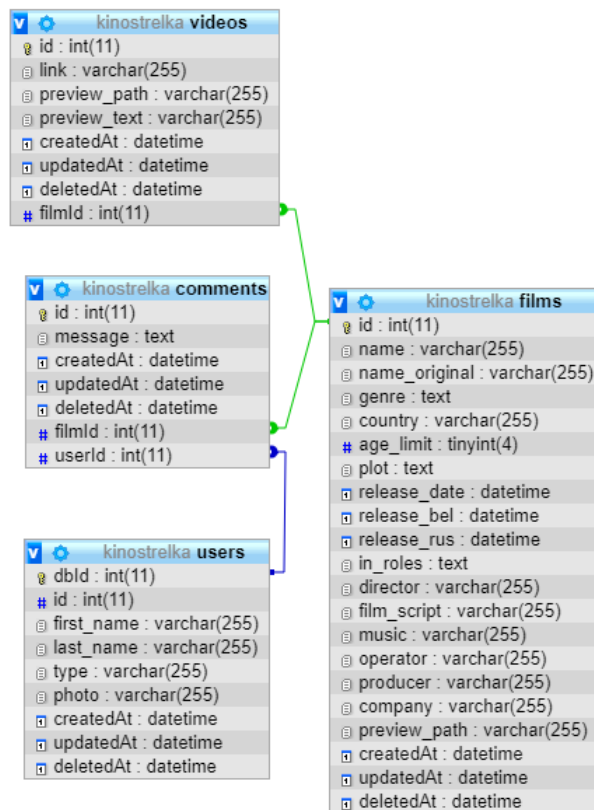 kinostrelka videos
id : int(11)
link : varchar(255)
preview_path : varchar(255)
preview_text : varchar(255)
createdAt : datetime
updatedAt : datetime
deletedAt : datetime
# filmId : int(11)
kinostrelka comments
id : int(11)
message : text
createdAt : datetime
updatedAt : datetime
deletedAt : datetime
# filmId : int(11)
# userId : int(11)
kinostrelka users
dbId : int(11)
# id : int(11)
first_name : varchar(255)
last_name : varchar(255)
type : varchar(255)
photo : varchar(255)
createdAt : datetime
updatedAt : datetime
deletedAt : datetime
kinostrelka films
id : int(11)
name : varchar(255)
name_original : varchar(255)
genre : text
country : varchar(255)
# age_limit : tinyint(4)
plot : text
release_date : datetime
release_bel : datetime
release_rus : datetime
in_roles : text
director : varchar(255)
film_script : varchar(255)
music : varchar(255)
operator : varchar(255)
producer : varchar(255)
company : varchar(255)
preview_path : varchar(255)
createdAt : datetime
updatedAt : datetime
deletedAt : datetime